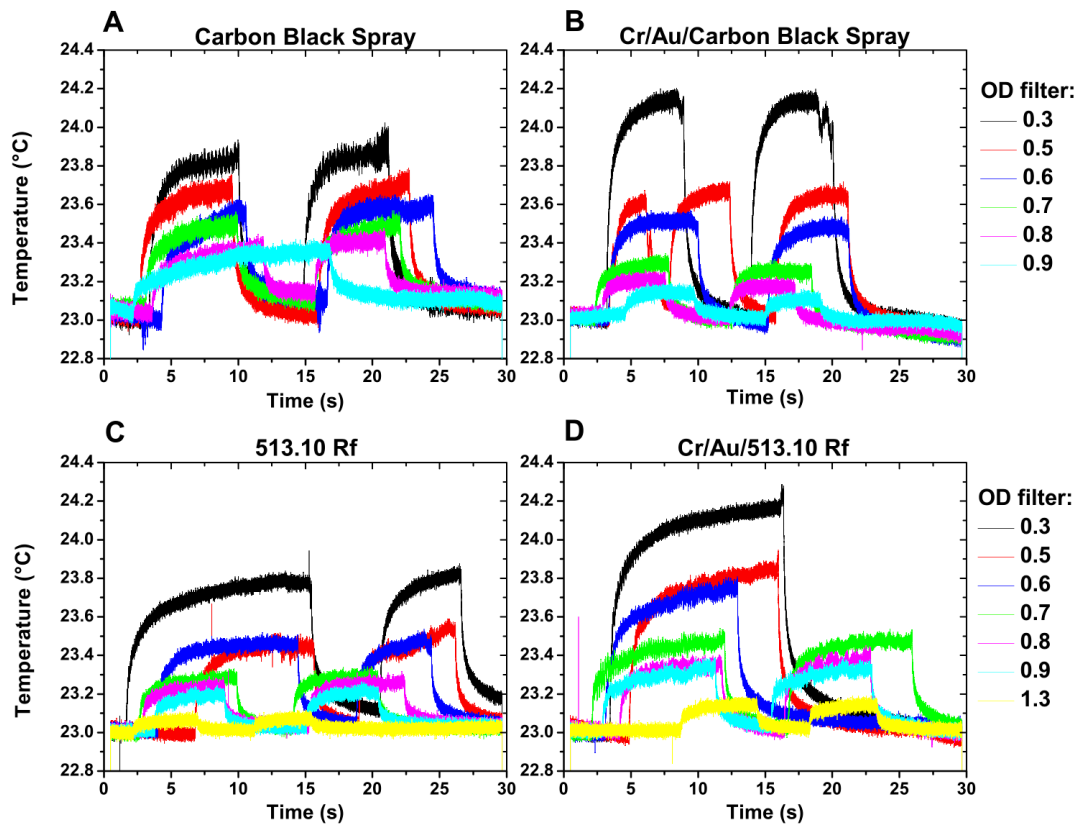 A
Carbon Black Spray
24.4
24.2
24.0
23.8
23.6
23.4
23.2
23.0
22.8
Temperature (°C)
0 5 10 15 20 25 30
Time (s)
B
Cr/Au/Carbon Black Spray
24.4
24.2
24.0
23.8
23.6
23.4
23.2
23.0
22.8
0 5 10 15 20 25 30
Time (s)
OD filter:
0.3
0.5
0.6
0.7
0.8
0.9
C
513.10 Rf
24.4
24.2
24.0
23.8
23.6
23.4
23.2
23.0
22.8
Temperature (°C)
0 5 10 15 20 25 30
Time (s)
D
Cr/Au/513.10 Rf
24.4
24.2
24.0
23.8
23.6
23.4
23.2
23.0
22.8
0 5 10 15 20 25 30
Time (s)
OD filter:
0.3
0.5
0.6
0.7
0.8
0.9
1.3